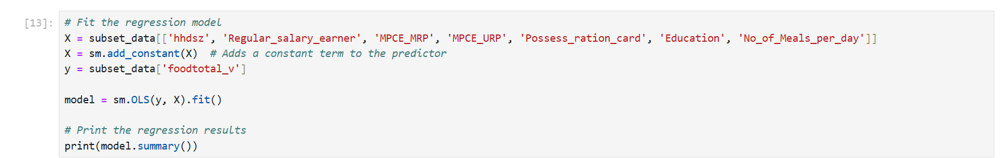 [13]: # Fit the regression model
X = subset_data[['hhdsz', 'Regular_salary_earner', 'MPCE_MRP', 'MPCE_URP', 'Possess_ration_card', 'Education', 'No_of_Meals_per_day']]
X = sm.add_constant(X)  # Adds a constant term to the predictor
y = subset_data['foodtotal_v']
model = sm.OLS(y, X).fit()
# Print the regression results
print(model.summary())